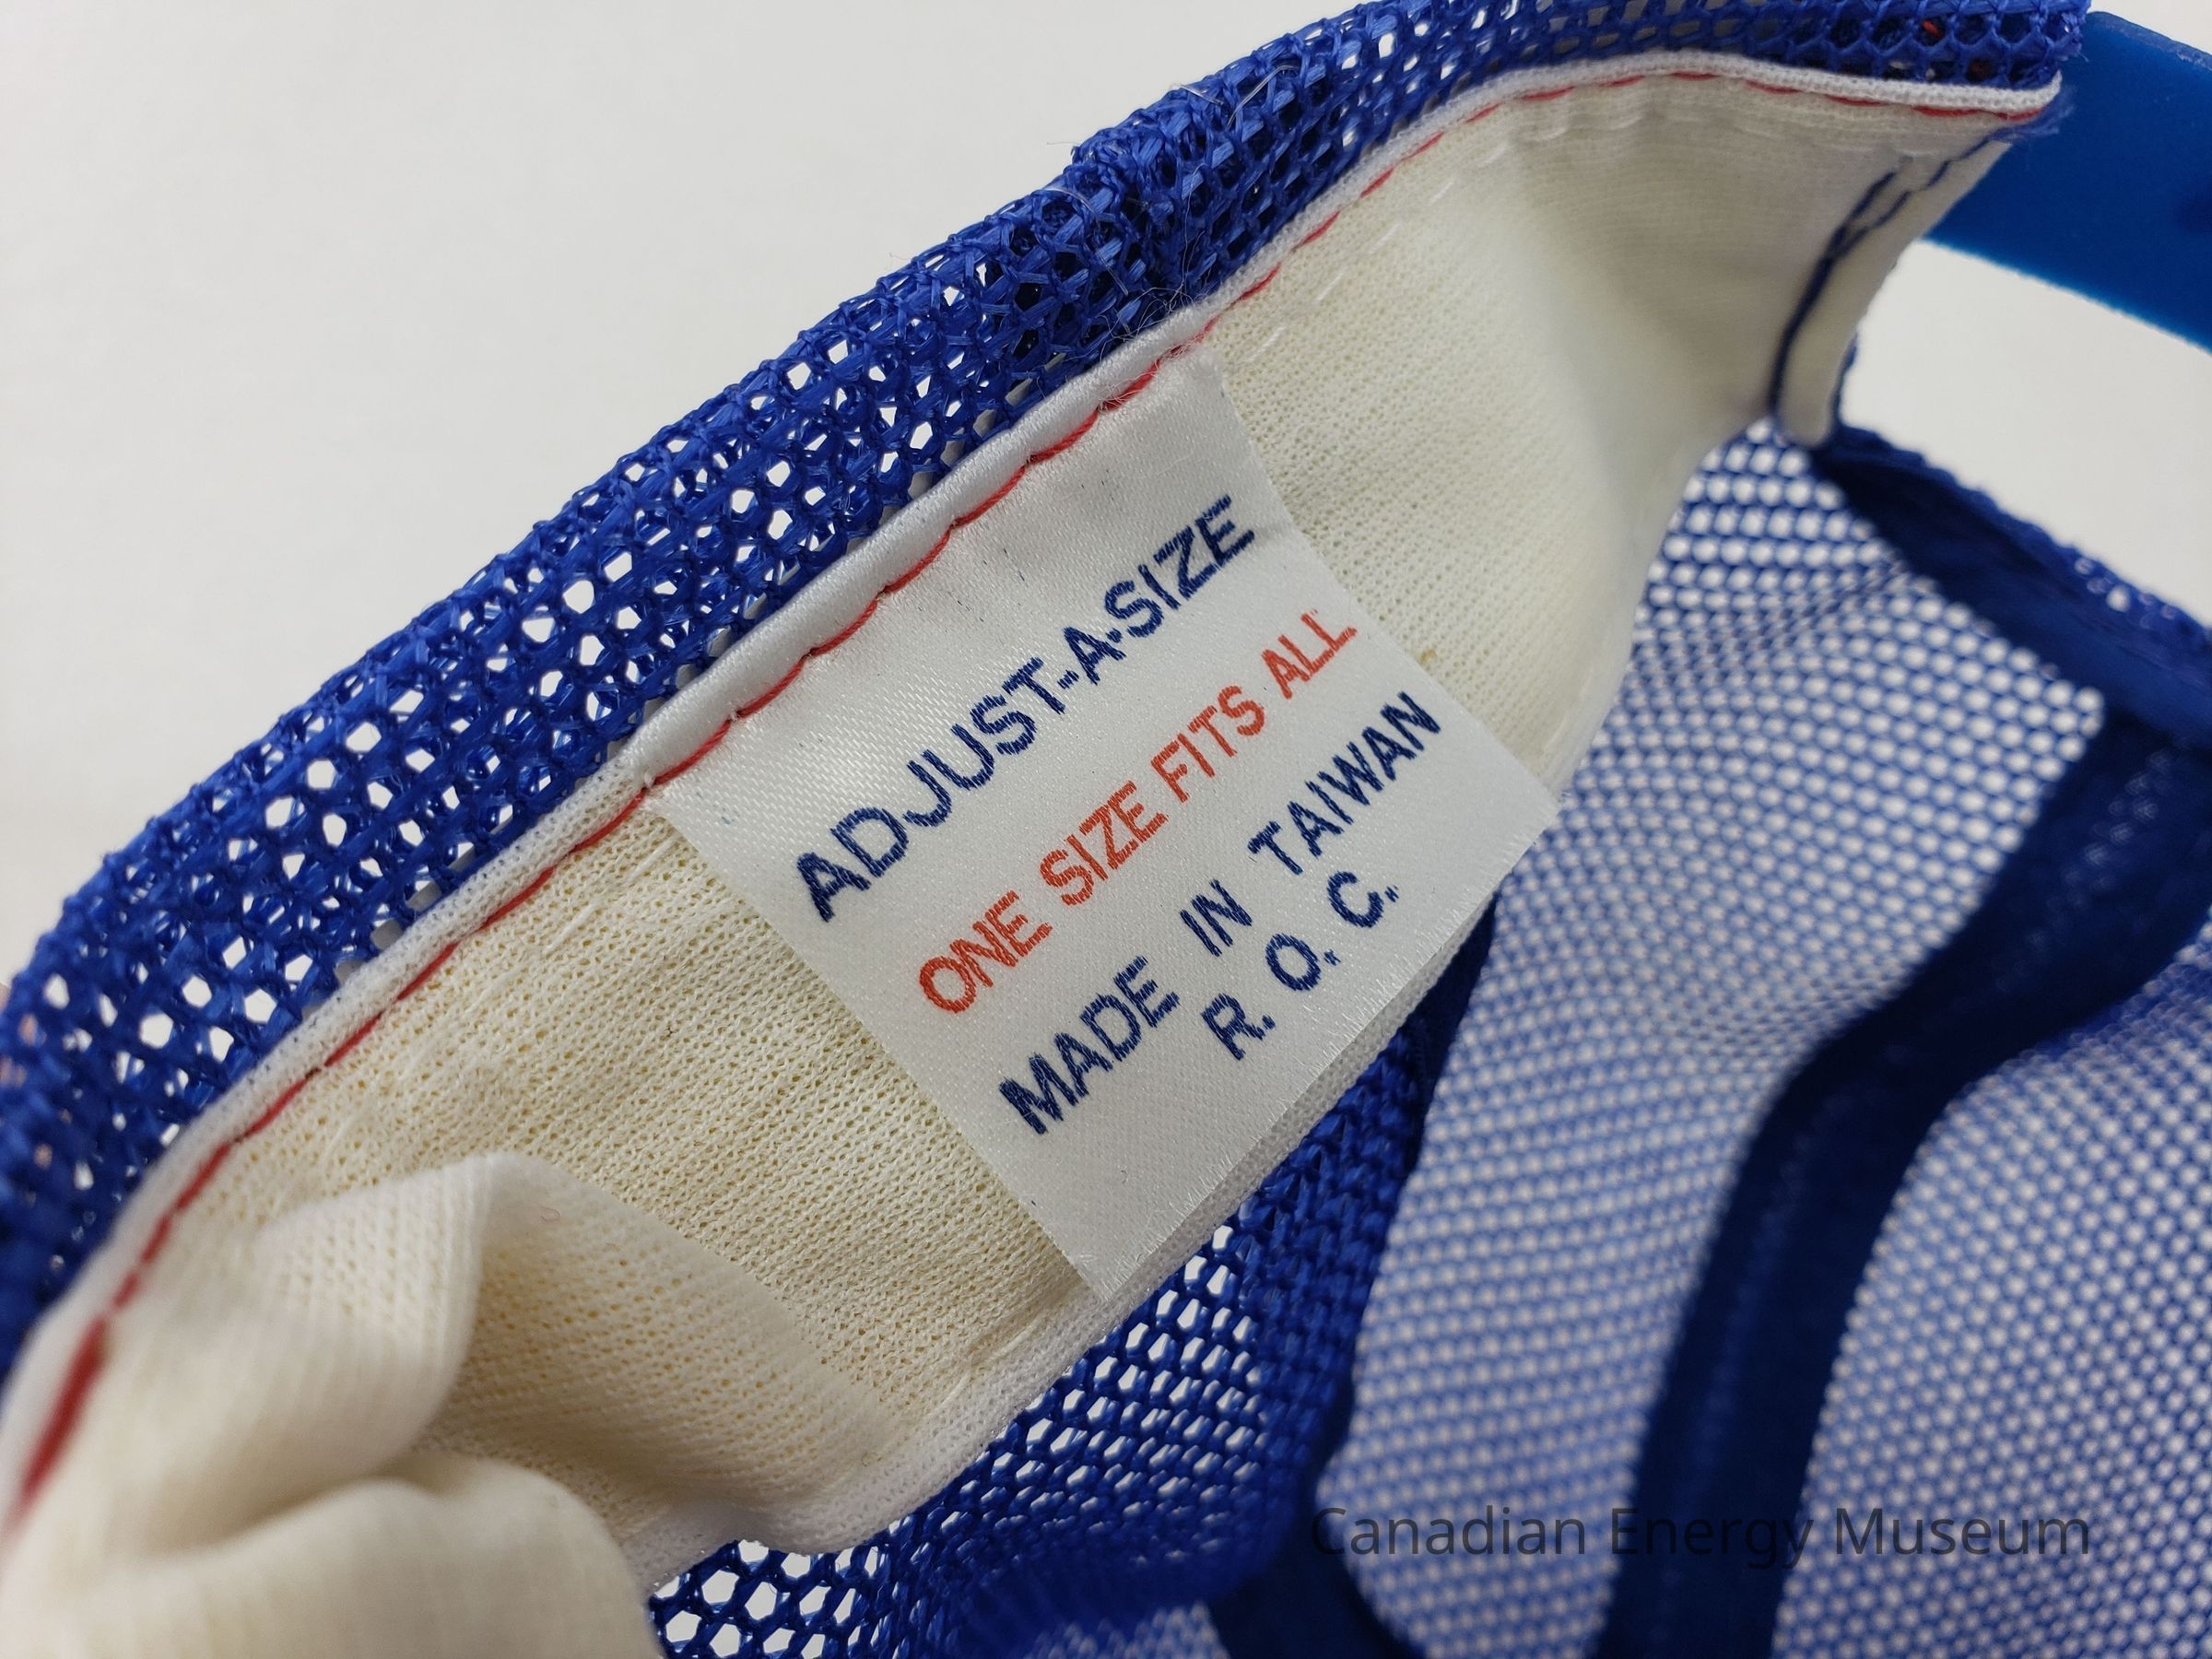 ADJUST-A-SIZE
ONE SIZE FITS ALL
MADE IN TAIWAN
R. O. C.
Canadian Energy Museum